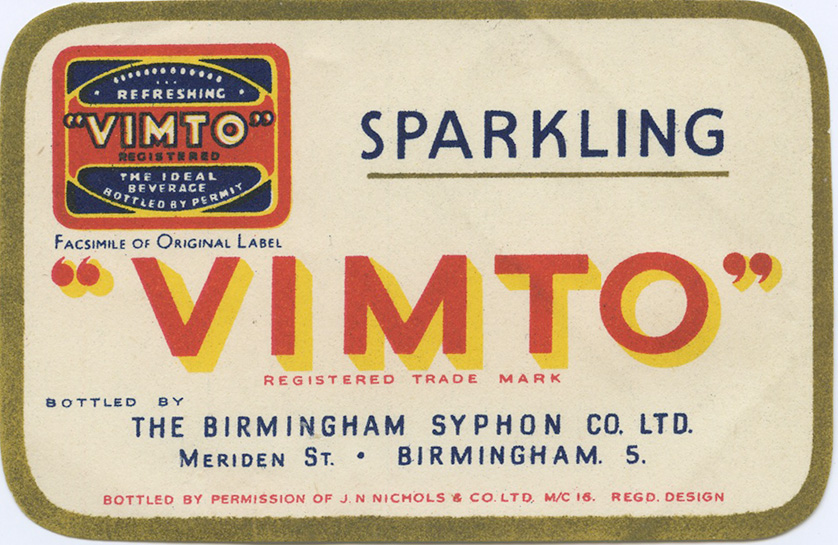 REFRESHING
"VIMTO"
REGISTERED
THE IDEAL
BEVERAGE
BOTTLED BY PERMIT
SPARKLING
FACSIMILE OF ORIGINAL LABEL
"VIMTO"
REGISTERED TRADE MARK
BOTTLED BY
THE BIRMINGHAM SYPHON CO. LTD.
MERIDEN ST. • BIRMINGHAM. 5.
BOTTLED BY PERMISSION OF J. N NICHOLS & CO. LTD, M/C 16. REGD. DESIGN